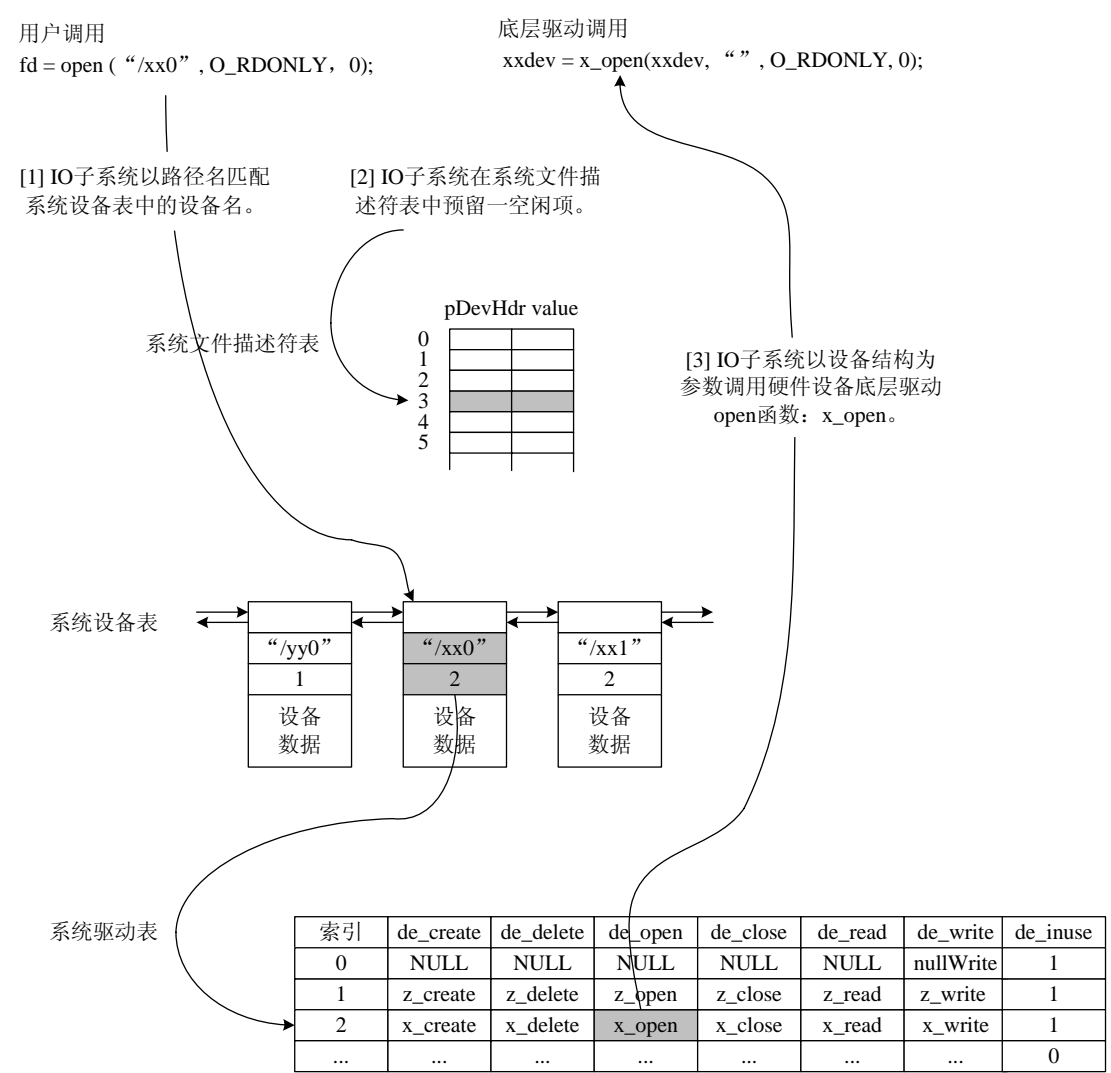 用户调用
fd = open ( “/xx0” , O_RDONLY，0);
底层驱动调用
xxdev = x_open(xxdev, “ ” , O_RDONLY, 0);
[1] IO子系统以路径名匹配
系统设备表中的设备名。
[2] IO子系统在系统文件描
述符表中预留一空闲项。
pDevHdr value
系统文件描述符表
0
1
2
3
4
5
[3] IO子系统以设备结构为
参数调用硬件设备底层驱动
open函数：x_open。
系统设备表
“/yy0” “/xx0” “/xx1”
1 2 2
设备 设备 设备
数据 数据 数据
系统驱动表
索引 de_create de_delete de_open de_close de_read de_write de_inuse
0 NULL NULL NULL NULL NULL nullWrite 1
1 z_create z_delete z_open z_close z_read z_write 1
2 x_create x_delete x_open x_close x_read x_write 1
... ... ... ... ... ... ... 0